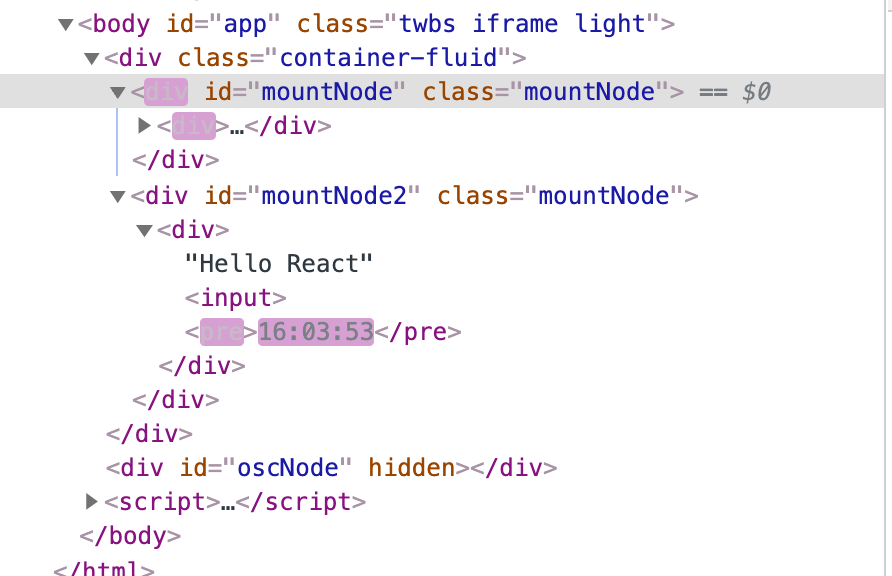 <body id="app" class="twbs iframe light">
<div class="container-fluid">
<div id="mountNode" class="mountNode"> == $0
<div>…</div>
</div>
<div id="mountNode2" class="mountNode">
<div>
"Hello React"
<input>
<pre>16:03:53</pre>
</div>
</div>
</div>
<div id="oscNode" hidden></div>
<script>…</script>
</body>
</html>